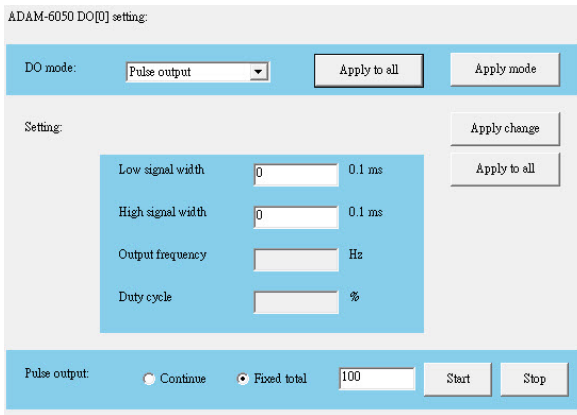 ADAM-6050 DO[0] setting:
DO mode: Pulse output Apply to all Apply mode
Setting: Apply change
Low signal width 0 0.1 ms Apply to all
High signal width 0 0.1 ms
Output frequency Hz
Duty cycle %
Pulse output: Continue Fixed total 100 Start Stop